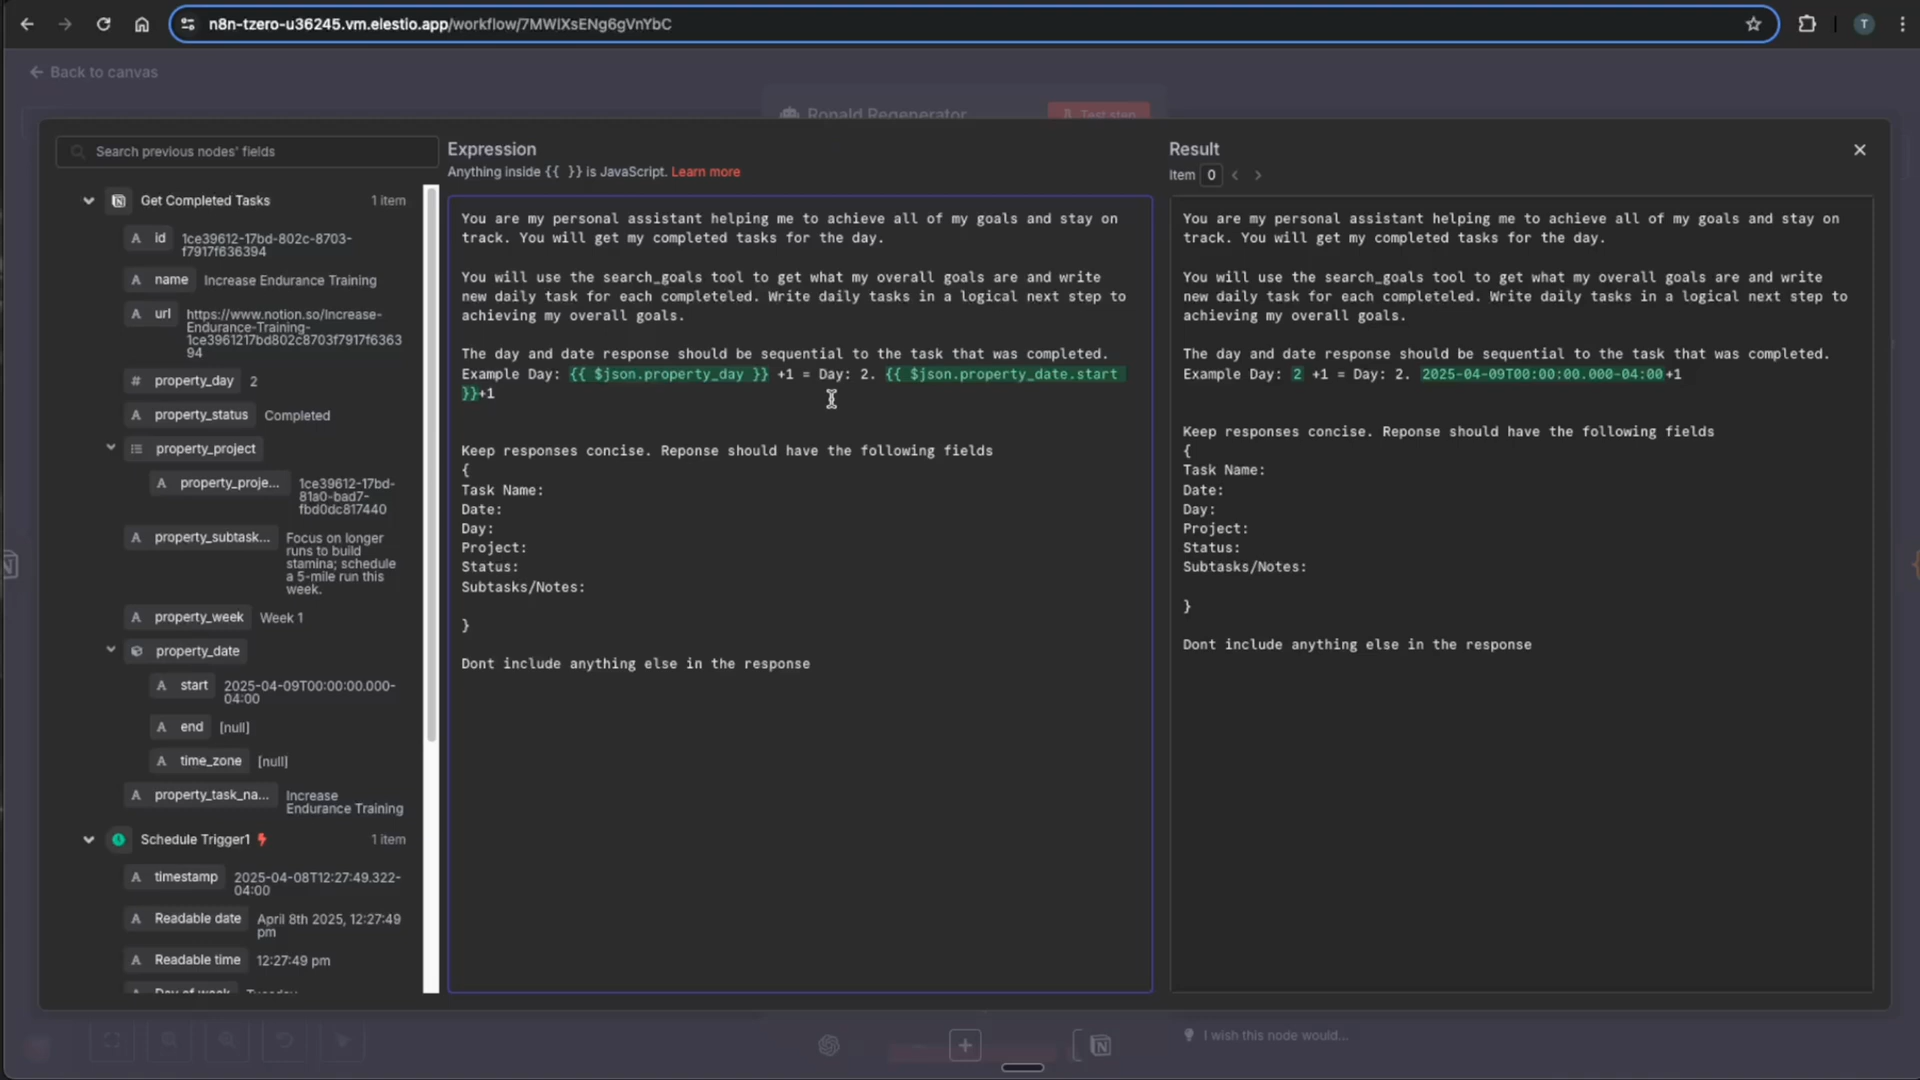 n8n-tzero-u36245.vm.elestio.app/workflow/7MWlXsENg6gVnYbC
T
Back to canvas
Ronald Regenerator
Test step
Search previous nodes' fields
Get Completed Tasks
1 item
A id
1ce39612-17bd-802c-8703-
f7917f636394
A name
Increase Endurance Training
A url
https://www.notion.so/Increase-
Endurance-Training-
1ce3961217bd802c8703f7917f6363
94
# property_day
2
A property_status
Completed
property_project
A property_proje...
1ce39612-17bd-
81a0-bad7-
fbd0dc817440
A property_subtask...
Focus on longer
runs to build
stamina; schedule
a 5-mile run this
week.
A property_week
Week 1
property_date
A start
2025-04-09T00:00:00.000-
04:00
A end
[null]
A time_zone
[null]
A property_task_na...
Increase
Endurance Training
Schedule Trigger1
1 item
A timestamp
2025-04-08T12:27:49.322-
04:00
A Readable date
April 8th 2025, 12:27:49
pm
A Readable time
12:27:49 pm
A Day of week
Tuesday
Expression
Anything inside {{ }} is JavaScript. Learn more
You are my personal assistant helping me to achieve all of my goals and stay on
track. You will get my completed tasks for the day.
You will use the search_goals tool to get what my overall goals are and write
new daily task for each completeled. Write daily tasks in a logical next step to
achieving my overall goals.
The day and date response should be sequential to the task that was completed.
Example Day: {{ $json.property_day }} +1 = Day: 2. {{ $json.property_date.start
}}+1
Keep responses concise. Reponse should have the following fields
{
Task Name:
Date:
Day:
Project:
Status:
Subtasks/Notes:
}
Dont include anything else in the response
Result
Item 0
You are my personal assistant helping me to achieve all of my goals and stay on
track. You will get my completed tasks for the day.
You will use the search_goals tool to get what my overall goals are and write
new daily task for each completeled. Write daily tasks in a logical next step to
achieving my overall goals.
The day and date response should be sequential to the task that was completed.
Example Day: 2 +1 = Day: 2. 2025-04-09T00:00:00.000-04:00+1
Keep responses concise. Reponse should have the following fields
{
Task Name:
Date:
Day:
Project:
Status:
Subtasks/Notes:
}
Dont include anything else in the response
I wish this node would...